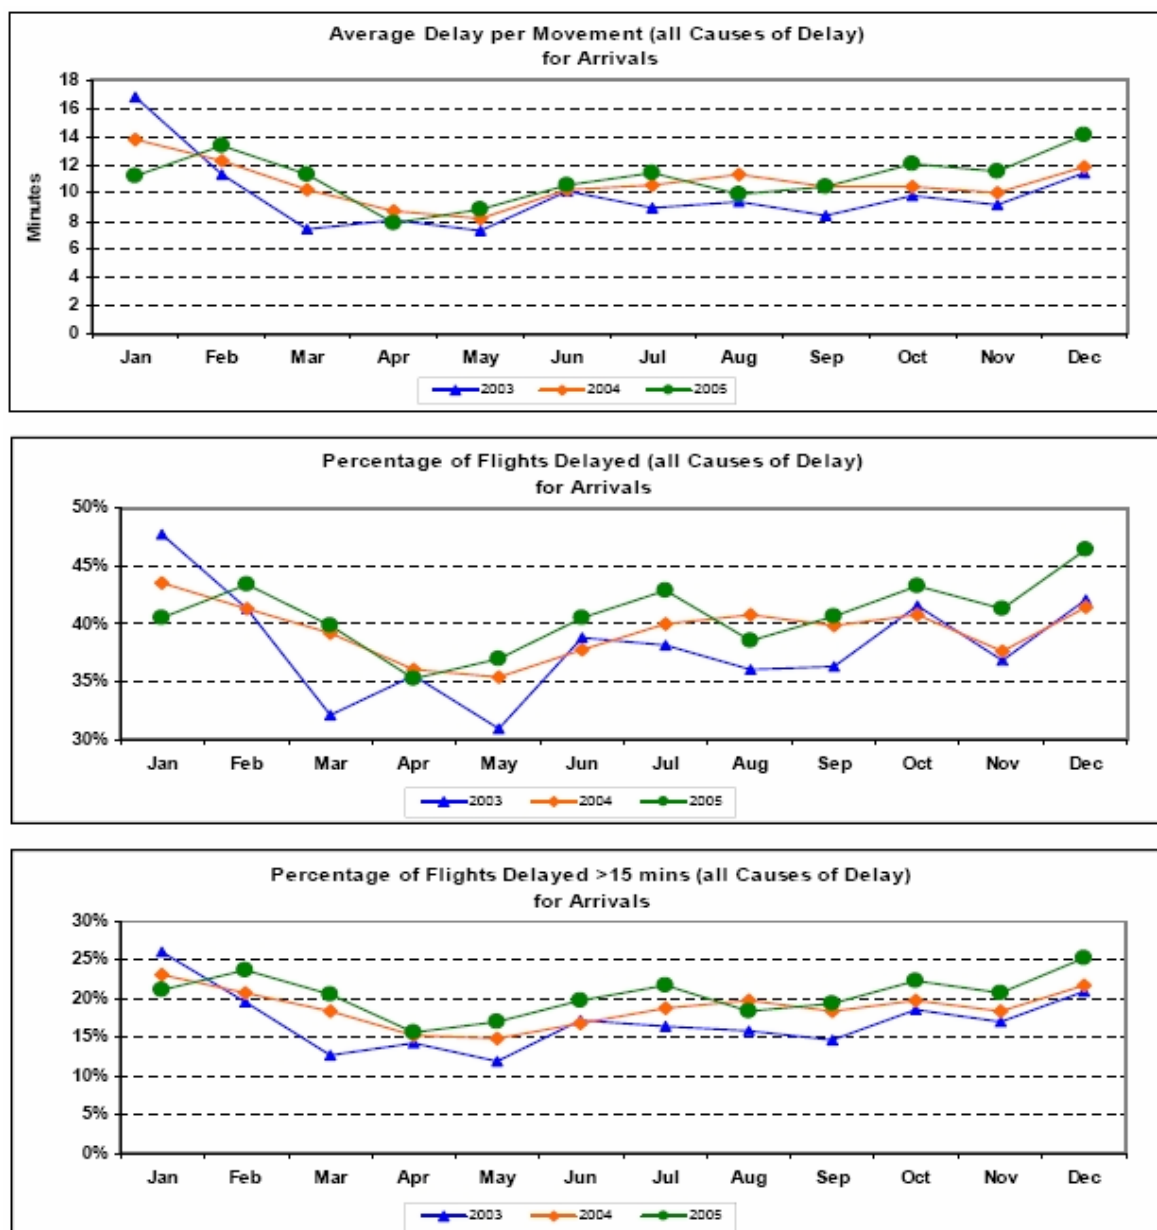 Average Delay per Movement (all Causes of Delay)
for Arrivals
18
16
14
12
10
8
6
4
2
0
Minutes
Jan Feb Mar Apr May Jun Jul Aug Sep Oct Nov Dec
2003 2004 2005
Percentage of Flights Delayed (all Causes of Delay)
for Arrivals
50%
45%
40%
35%
30%
Jan Feb Mar Apr May Jun Jul Aug Sep Oct Nov Dec
2003 2004 2005
Percentage of Flights Delayed >15 mins (all Causes of Delay)
for Arrivals
30%
25%
20%
15%
10%
5%
0%
Jan Feb Mar Apr May Jun Jul Aug Sep Oct Nov Dec
2003 2004 2005